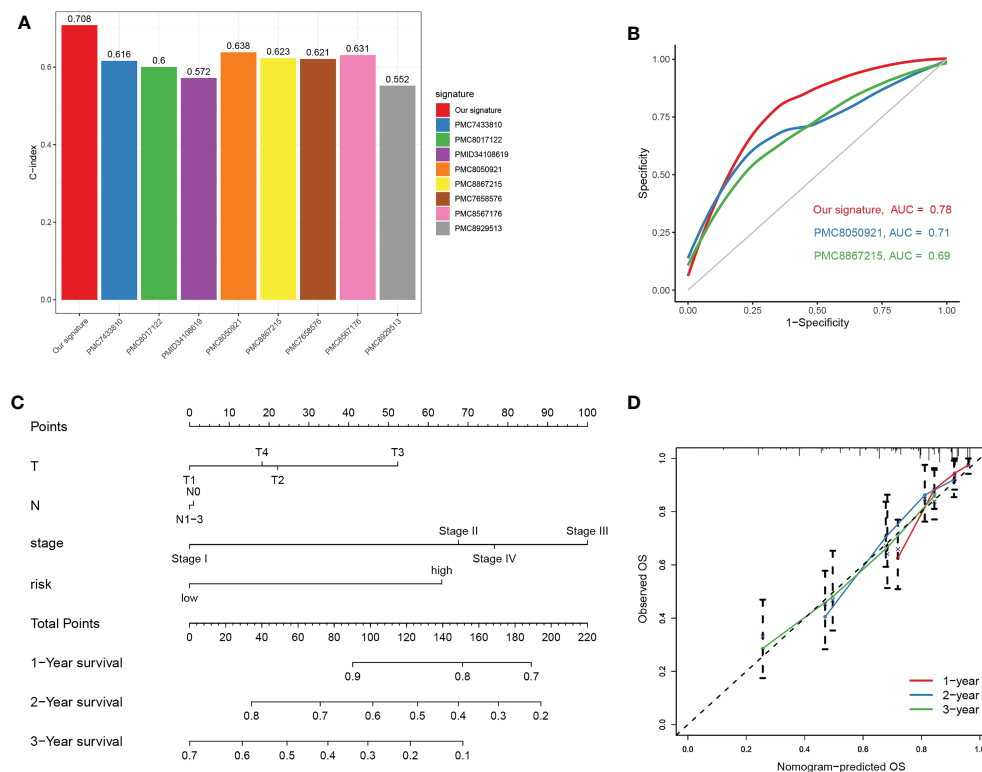 A
0.708
0.616
0.6
0.572
0.638
0.623
0.621
0.631
0.552
C-index
0.6
0.4
0.2
0.0
Our signature
PMC7433810
PMC8017122
PMID34108619
PMC8050921
PMC8867215
PMC7658576
PMC8567176
PMC8929513
signature
Our signature
PMC7433810
PMC8017122
PMID34108619
PMC8050921
PMC8867215
PMC7658576
PMC8567176
PMC8929513
B
Specificity
1.00
0.75
0.50
0.25
0.00
Our signature, AUC = 0.78
PMC8050921, AUC = 0.71
PMC8867215, AUC = 0.69
0.00 0.25 0.50 0.75 1.00
1-Specificity
C
0 10 20 30 40 50 60 70 80 90 100
Points
T4 T3
T
T1 T2
N0
N
N1-3
Stage II Stage III
stage
Stage I Stage IV
high
risk
low
Total Points
0 20 40 60 80 100 120 140 160 180 200 220
1-Year survival
0.9 0.8 0.7
2-Year survival
0.8 0.7 0.6 0.5 0.4 0.3 0.2
3-Year survival
0.7 0.6 0.5 0.4 0.3 0.2 0.1
D
Observed OS
1.0
0.8
0.6
0.4
0.2
0.0
1-year
2-year
3-year
0.0 0.2 0.4 0.6 0.8
Nomogram-predicted OS